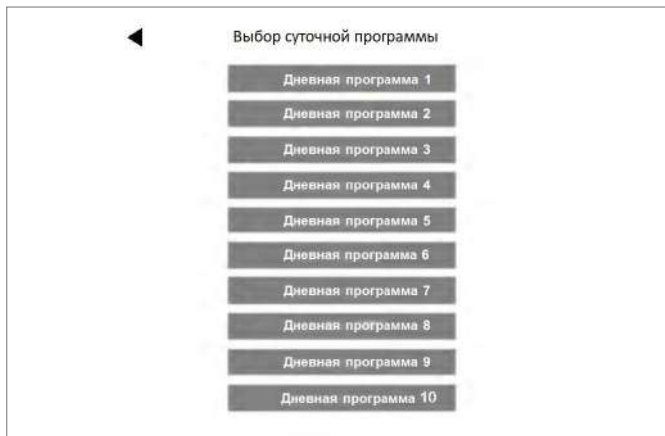 Выбор суточной программы
Дневная программа 1
Дневная программа 2
Дневная программа 3
Дневная программа 4
Дневная программа 5
Дневная программа 6
Дневная программа 7
Дневная программа 8
Дневная программа 9
Дневная программа 10